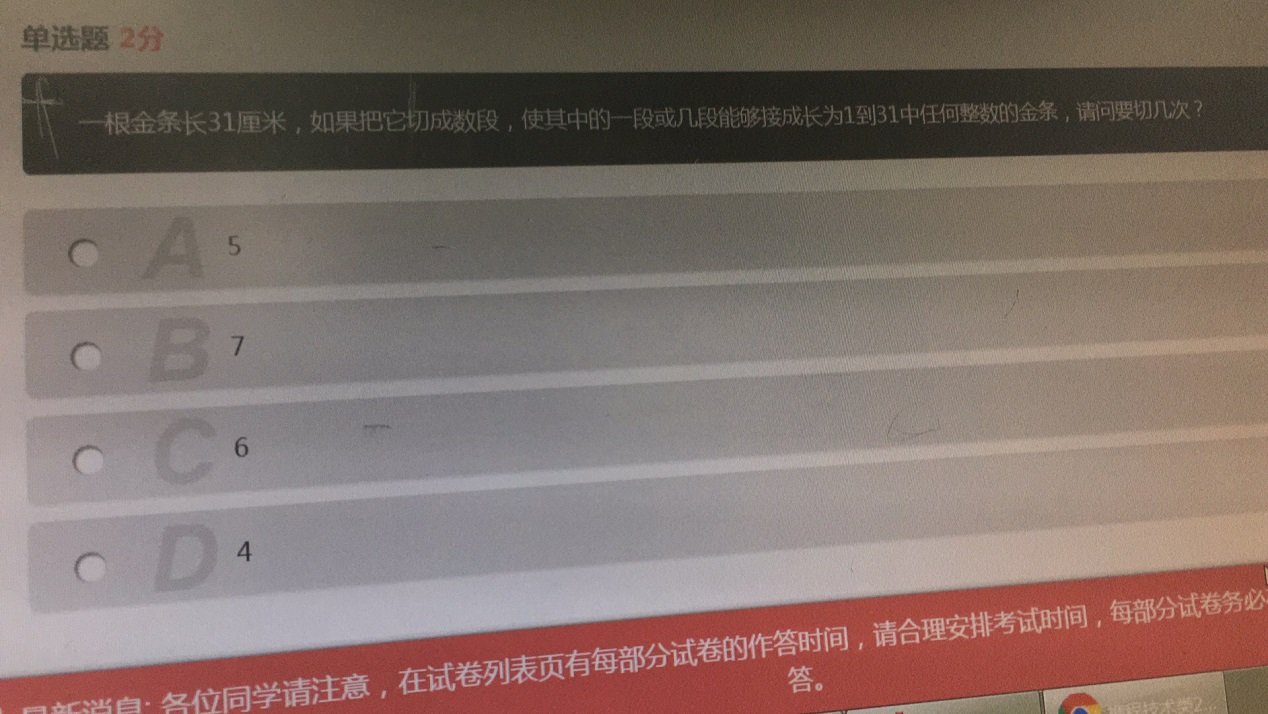 单选题 2分
一根金条长31厘米，如果把它切成数段，使其中的一段或几段能够接成长为1到31中任何整数的金条，请问要切几次？
A 5
B 7
C 6
D 4
最新消息: 各位同学请注意，在试卷列表页有每部分试卷的作答时间，请合理安排考试时间，每部分试卷务必
答。